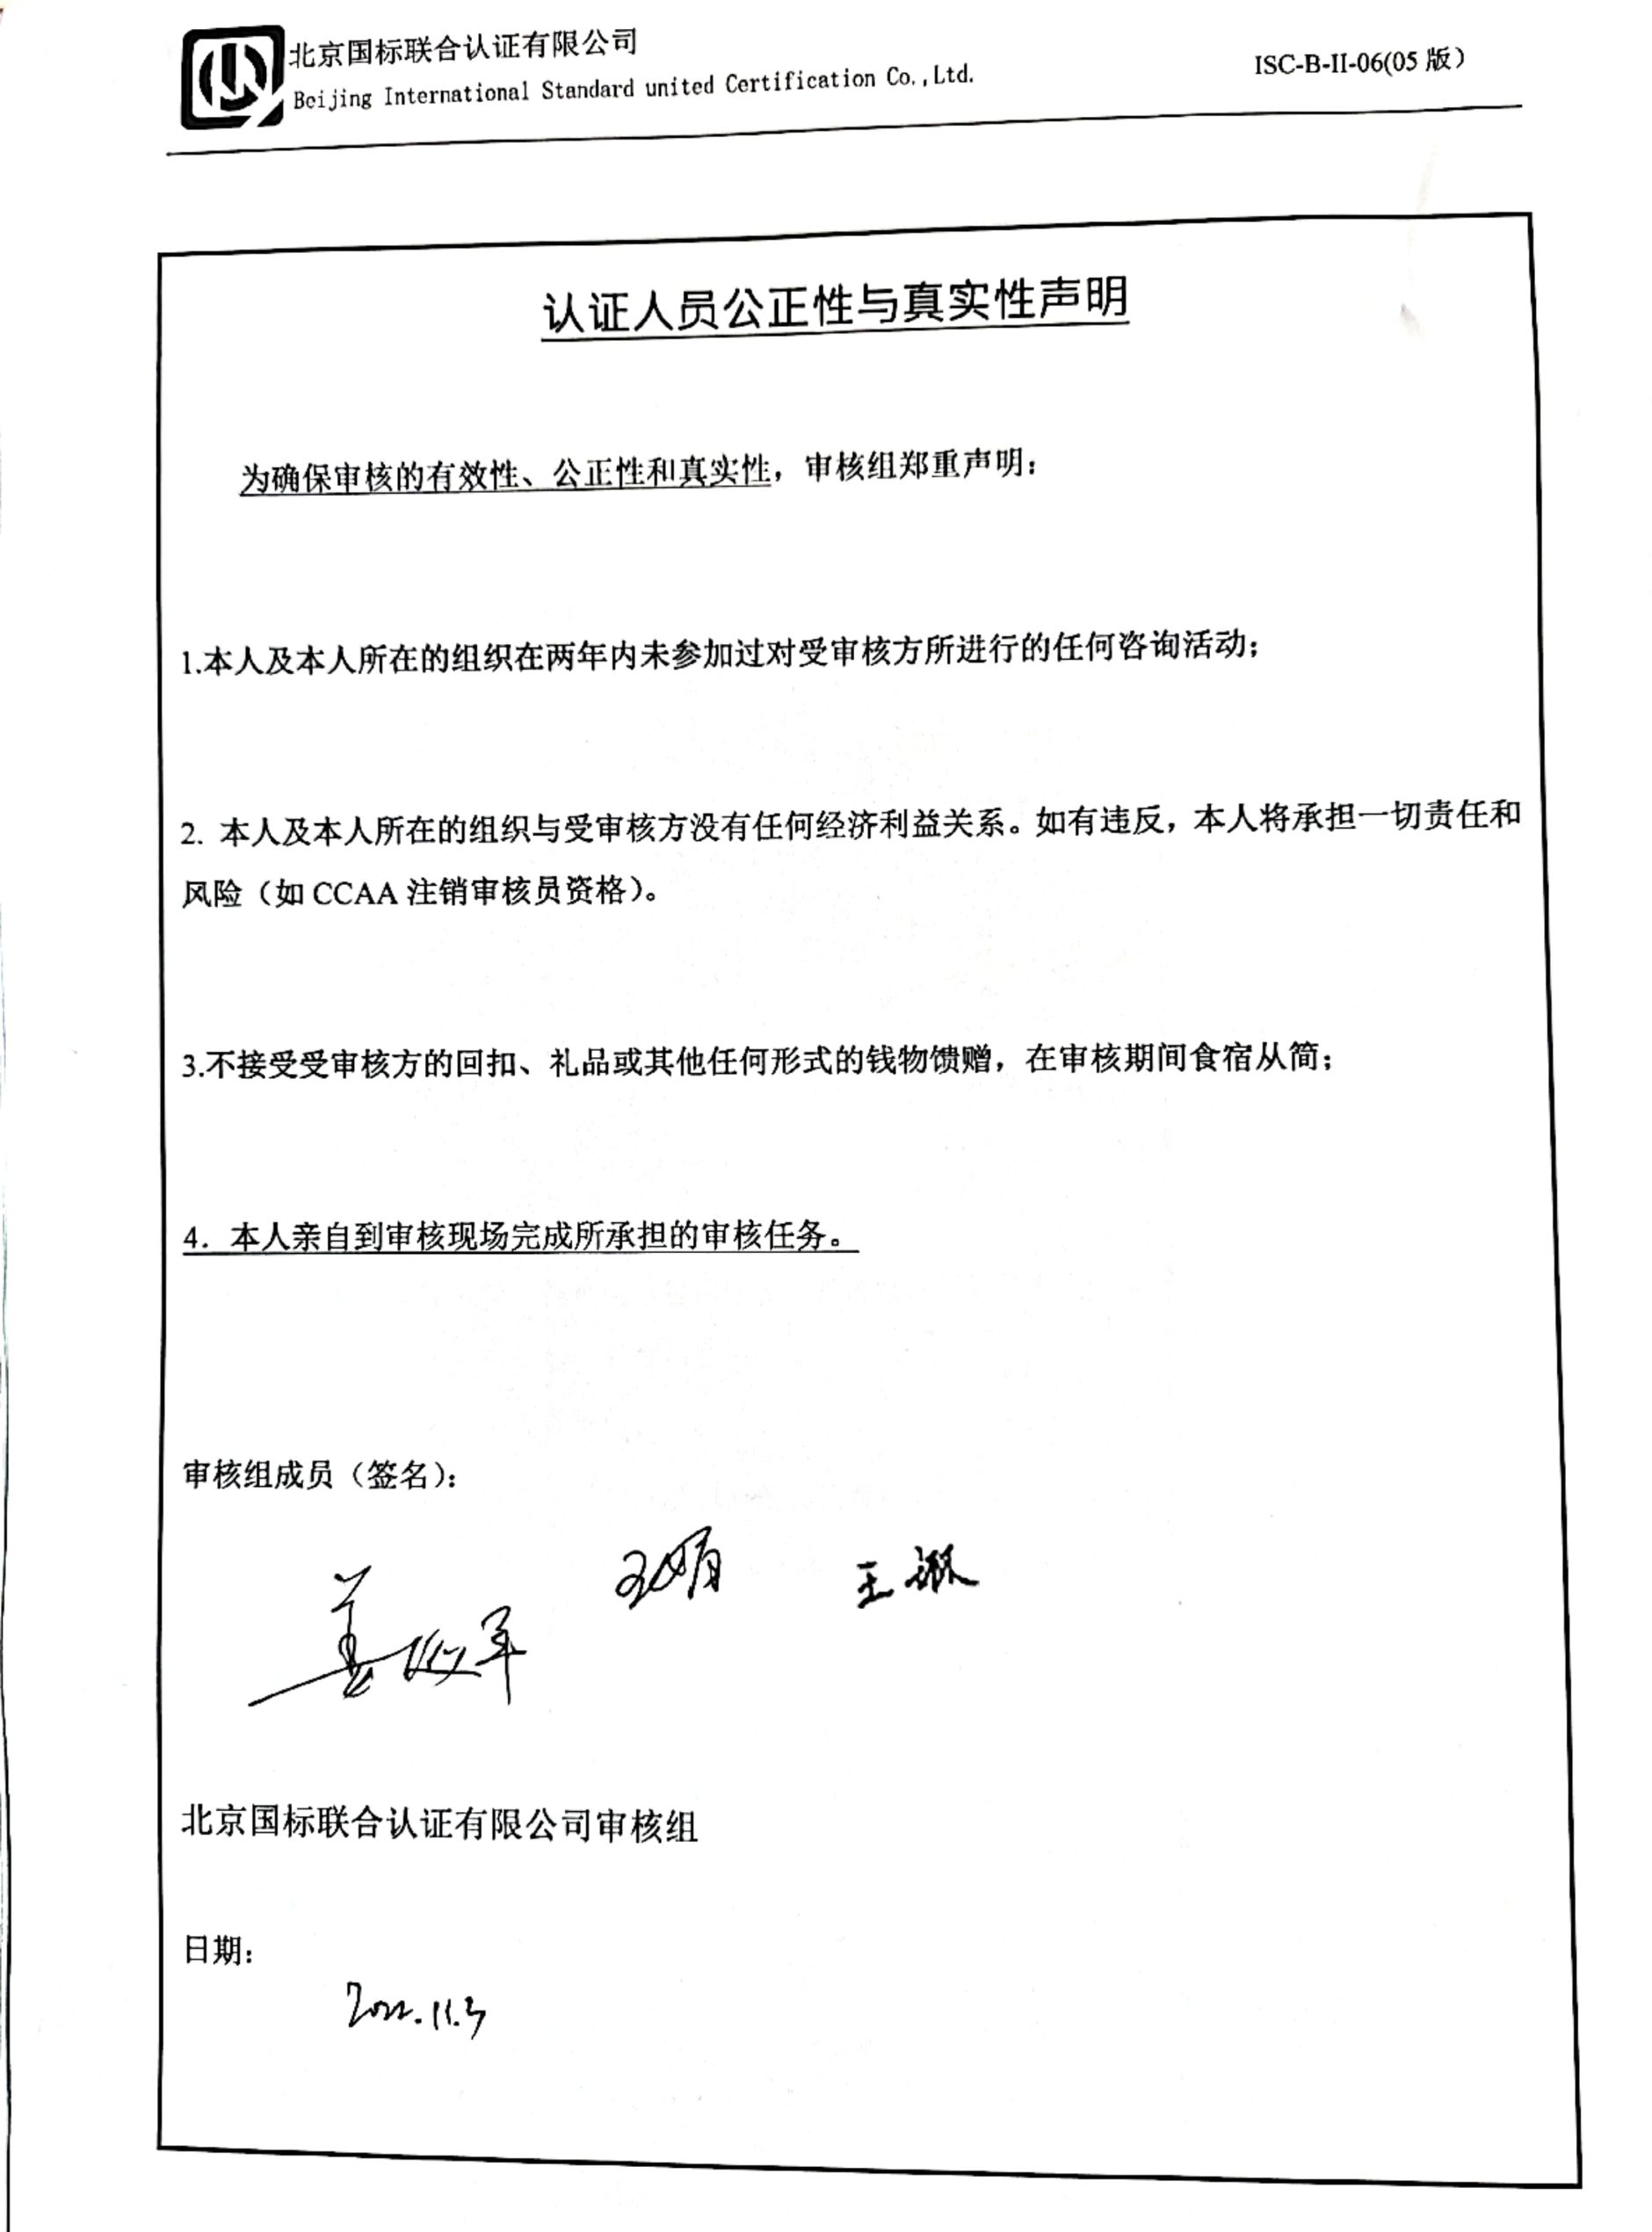 北京国标联合认证有限公司
Beijing International Standard united Certification Co.,Ltd.
ISC-B-II-06(05 版)
认证人员公正性与真实性声明
为确保审核的有效性、公正性和真实性，审核组郑重声明：
1.本人及本人所在的组织在两年内未参加过对受审核方所进行的任何咨询活动；
2. 本人及本人所在的组织与受审核方没有任何经济利益关系。如有违反，本人将承担一切责任和
风险（如 CCAA 注销审核员资格）。
3.不接受受审核方的回扣、礼品或其他任何形式的钱物馈赠，在审核期间食宿从简；
4. 本人亲自到审核现场完成所承担的审核任务。
审核组成员（签名）：
王琳
北京国标联合认证有限公司审核组
日期：
2022.11.3